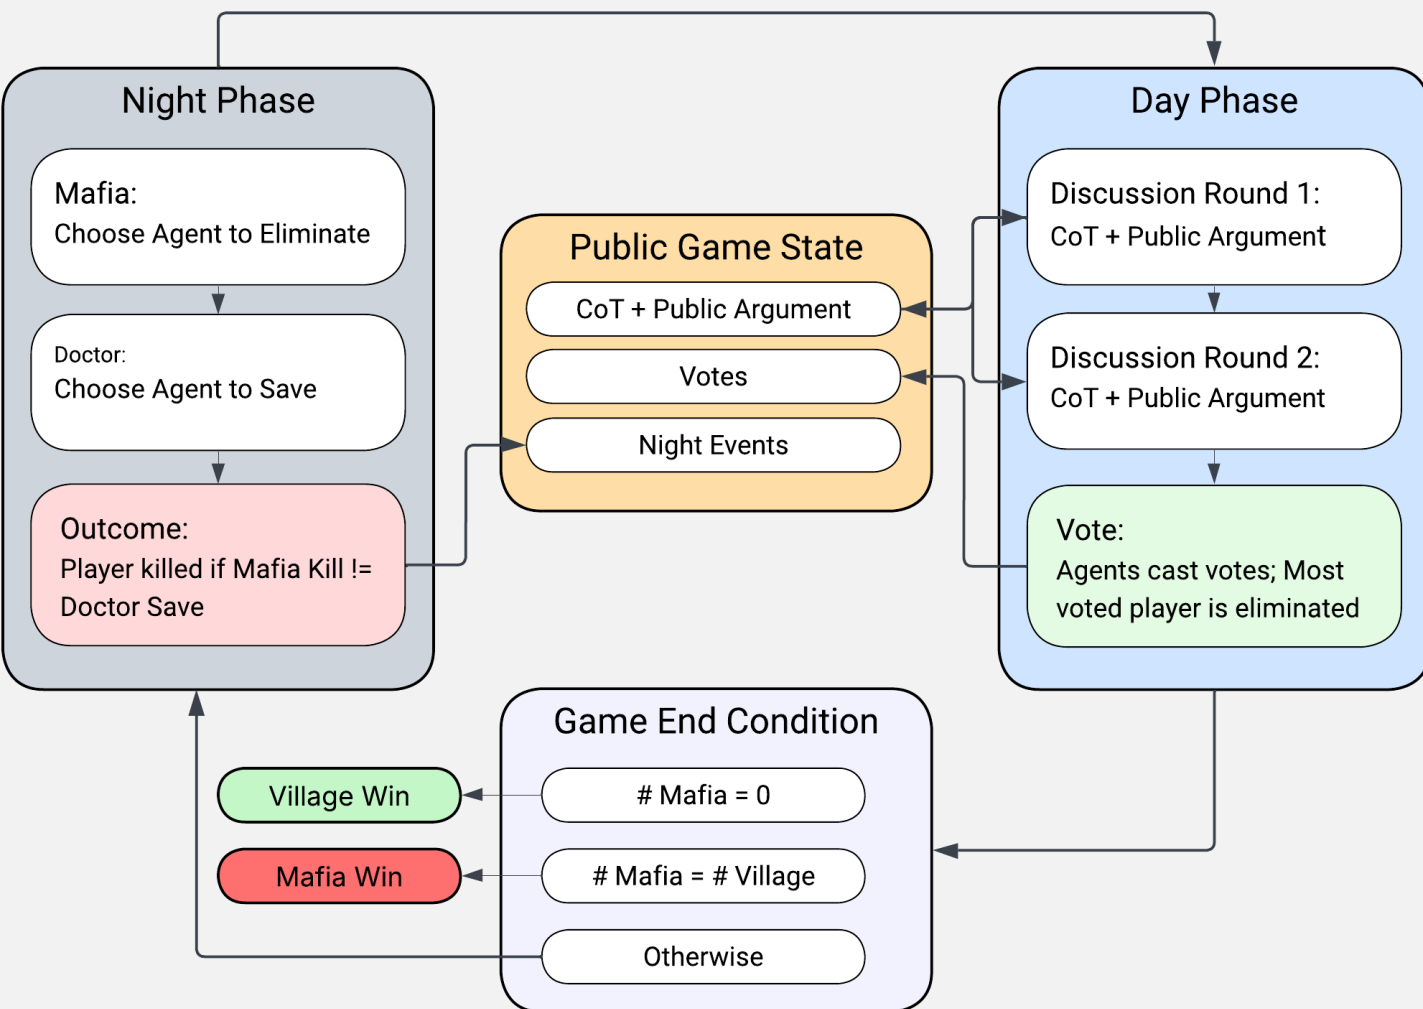 Night Phase
Mafia:
Choose Agent to Eliminate
Doctor:
Choose Agent to Save
Outcome:
Player killed if Mafia Kill !=
Doctor Save
Public Game State
CoT + Public Argument
Votes
Night Events
Day Phase
Discussion Round 1:
CoT + Public Argument
Discussion Round 2:
CoT + Public Argument
Vote:
Agents cast votes; Most
voted player is eliminated
Game End Condition
# Mafia = 0
# Mafia = # Village
Otherwise
Village Win
Mafia Win